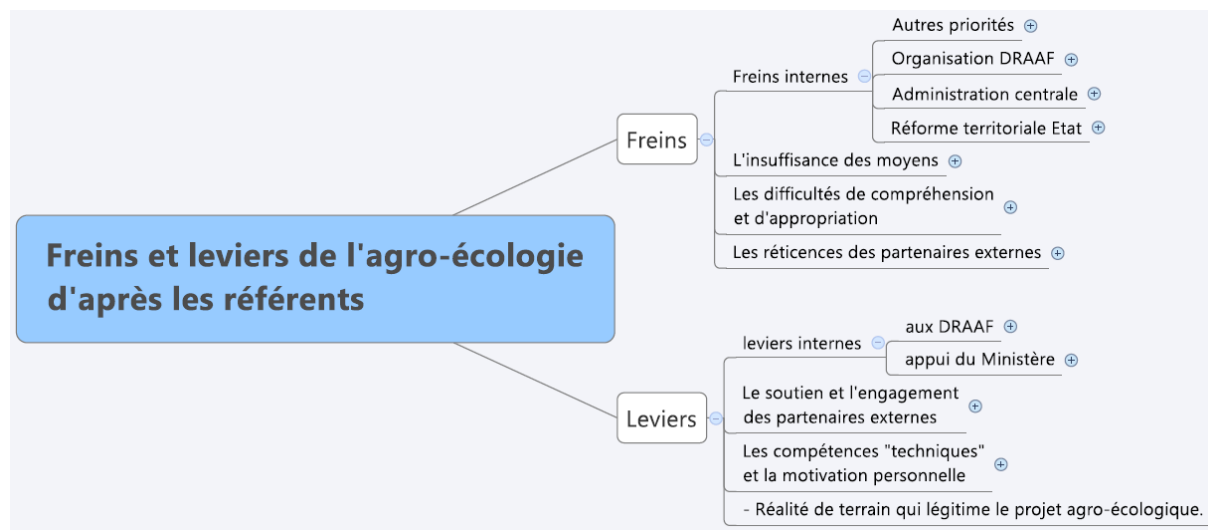 Freins et leviers de l'agro-écologie
d'après les référents
Freins
Freins internes
Autres priorités
Organisation DRAAF
Administration centrale
Réforme territoriale Etat
L'insuffisance des moyens
Les difficultés de compréhension
et d'appropriation
Les réticences des partenaires externes
Leviers
leviers internes
aux DRAAF
appui du Ministère
Le soutien et l'engagement
des partenaires externes
Les compétences "techniques"
et la motivation personnelle
- Réalité de terrain qui légitime le projet agro-écologique.